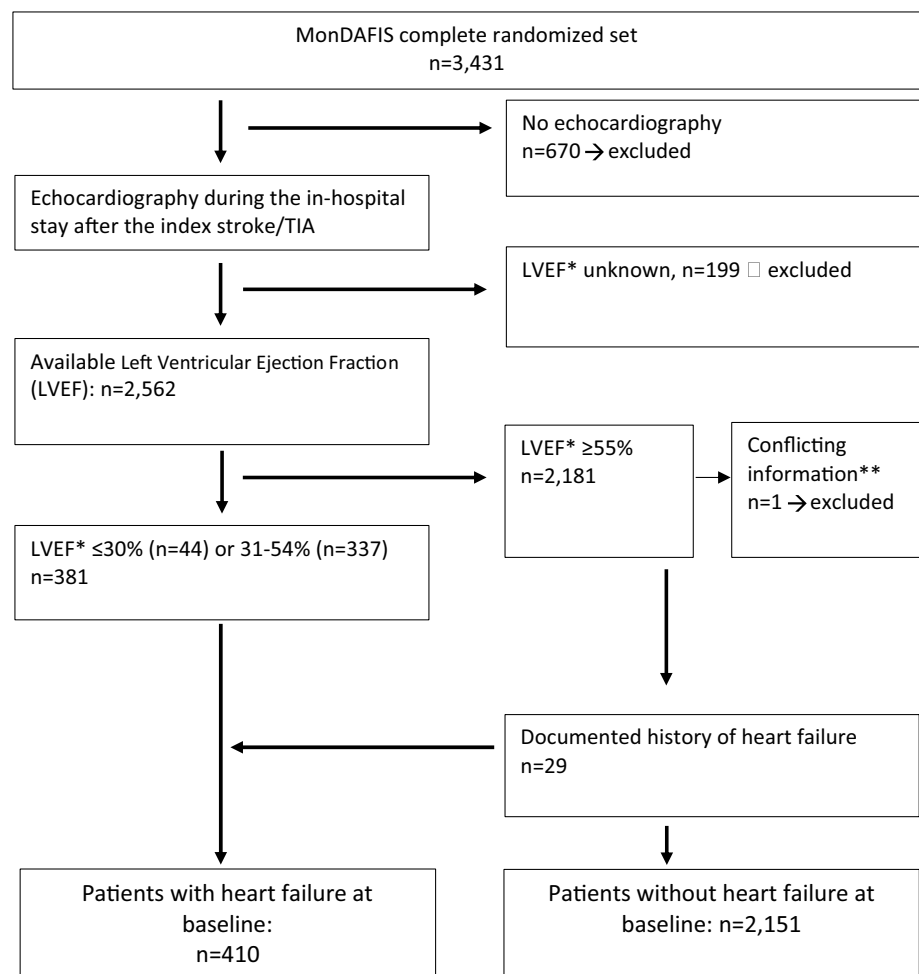 MonDAFIS complete randomized set
n=3,431
No echocardiography
n=670 → excluded
Echocardiography during the in-hospital
stay after the index stroke/TIA
LVEF* unknown, n=199 □ excluded
Available Left Ventricular Ejection Fraction
(LVEF): n=2,562
LVEF* ≥55%
n=2,181
Conflicting
information**
n=1 → excluded
LVEF* ≤30% (n=44) or 31-54% (n=337)
n=381
Documented history of heart failure
n=29
Patients with heart failure at
baseline:
n=410
Patients without heart failure at
baseline: n=2,151